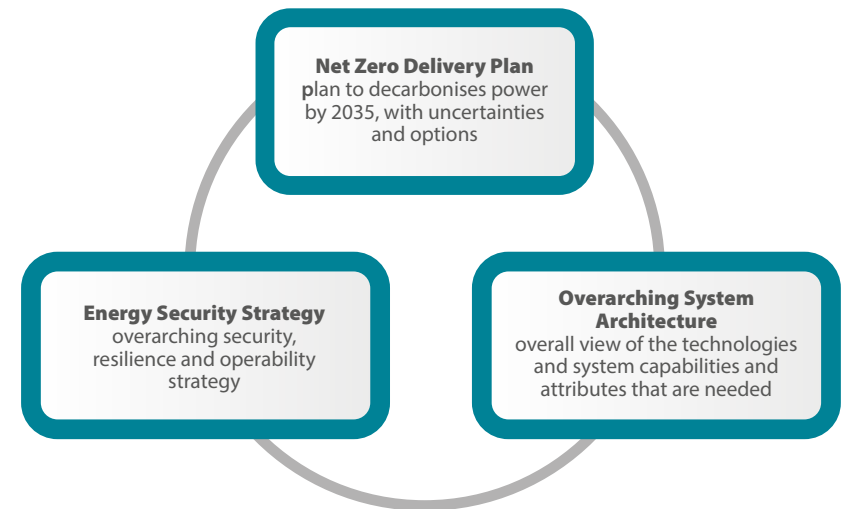 Net Zero Delivery Plan
plan to decarbonises power
by 2035, with uncertainties
and options
Energy Security Strategy
overarching security,
resilience and operability
strategy
Overarching System
Architecture
overall view of the technologies
and system capabilities and
attributes that are needed